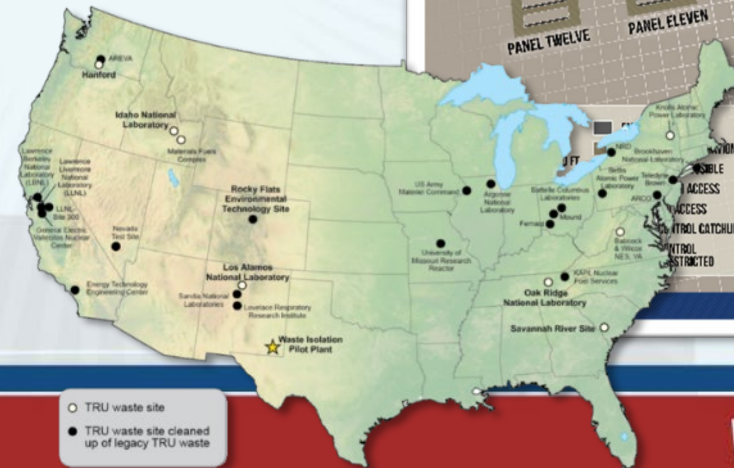 PANEL TWELVE
PANEL ELEVEN
AREVA
Hanford
Idaho National
Laboratory
Materials Fuels
Complex
Lawrence
Berkeley
National
Laboratory
(LBNL)
Lawrence
Livermore
National
Laboratory
(LLNL)
LLNL
Site 300
General Electric
Vallecitos Nuclear
Center
Nevada
Test Site
Energy Technology
Engineering Center
Rocky Flats
Environmental
Technology Site
Los Alamos
National Laboratory
Sandia National
Laboratories
Lovelace Respiratory
Research Institute
Waste Isolation
Pilot Plant
US Army
Materiel Command
Argonne
National
Laboratory
University of
Missouri Research
Reactor
Battelle Columbus
Laboratories
Mound
Fernald
Knolls Atomic
Power Laboratory
NRD
Brookhaven
National Laboratory
Bettis
Atomic Power
Laboratory
Teledyne
Brown
ARCO
Babcock
& Wilcox
NES, VA
KAPL Nuclear
Fuel Services
Oak Ridge
National Laboratory
Savannah River Site
FT
ACCESS
ACCESS
TRU waste site
TRU waste site cleaned
up of legacy TRU waste